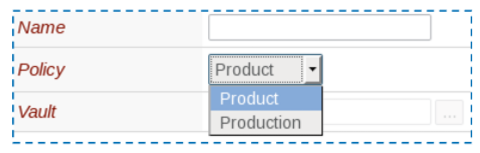 Name
Policy Product
Product
Vault ...
Production